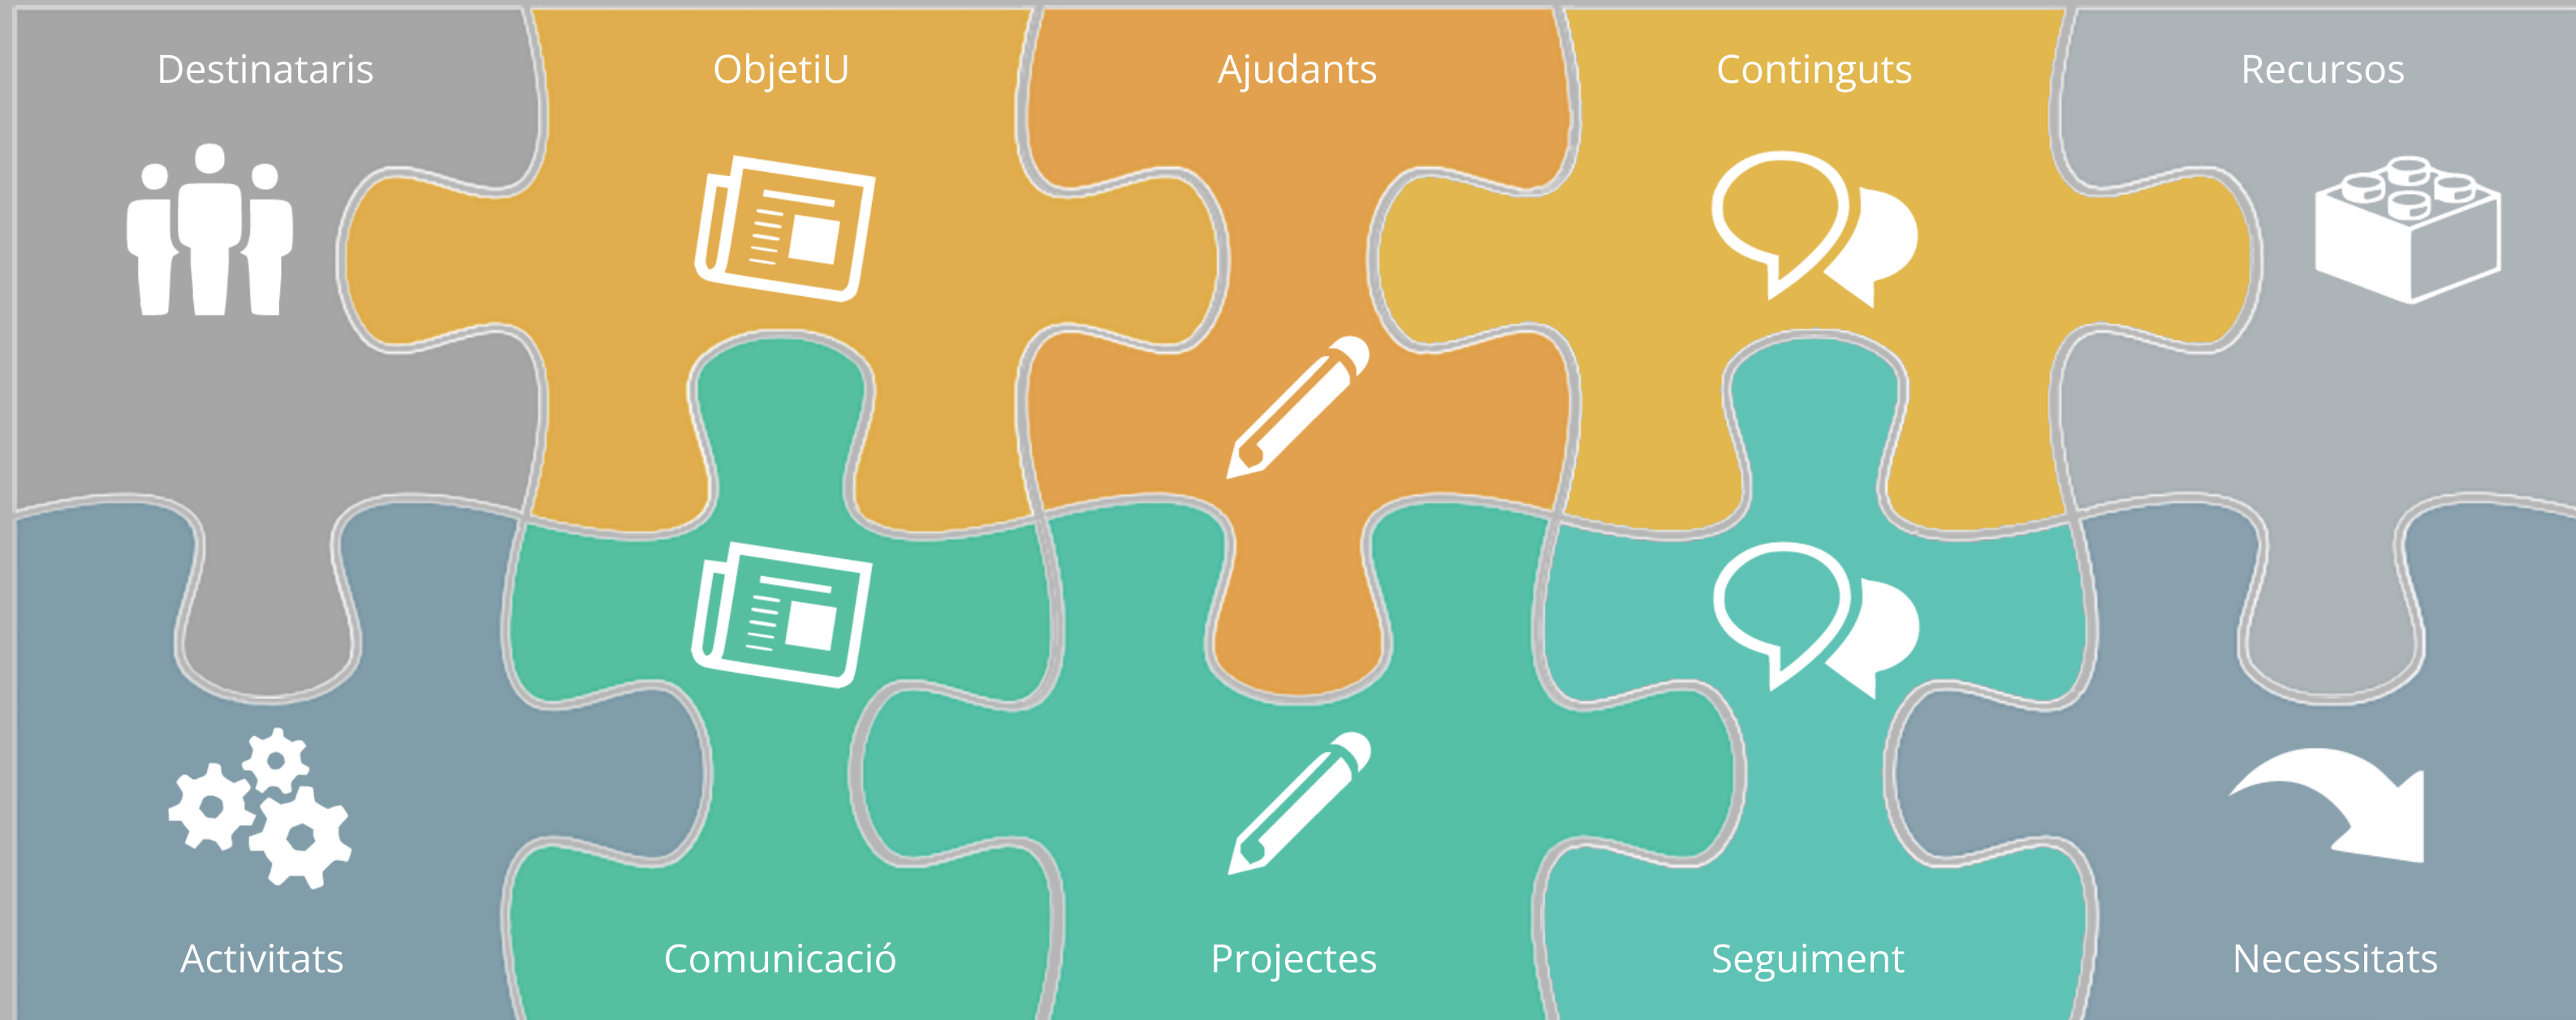 Destinataris
ObjetiU
Ajudants
Continguts
Recursos
Activitats
Comunicació
Projectes
Seguiment
Necessitats